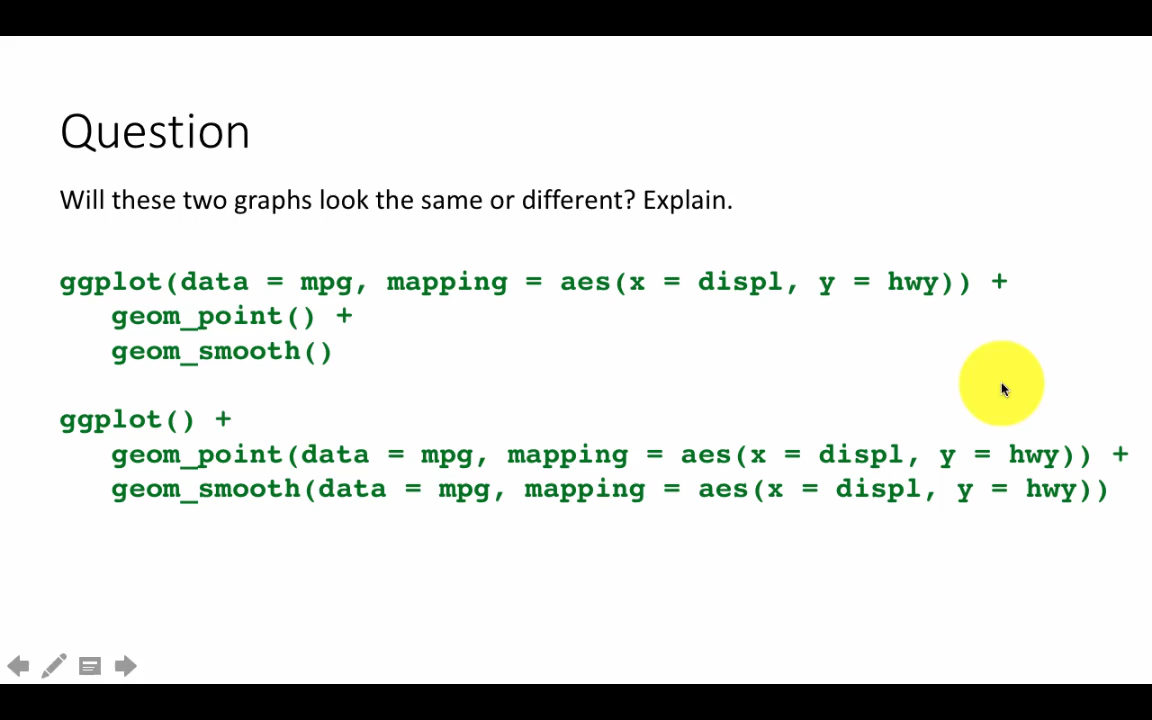 Question
Will these two graphs look the same or different? Explain.
ggplot(data = mpg, mapping = aes(x = displ, y = hwy)) +
geom_point() +
geom_smooth()
ggplot() +
geom_point(data = mpg, mapping = aes(x = displ, y = hwy)) +
geom_smooth(data = mpg, mapping = aes(x = displ, y = hwy))